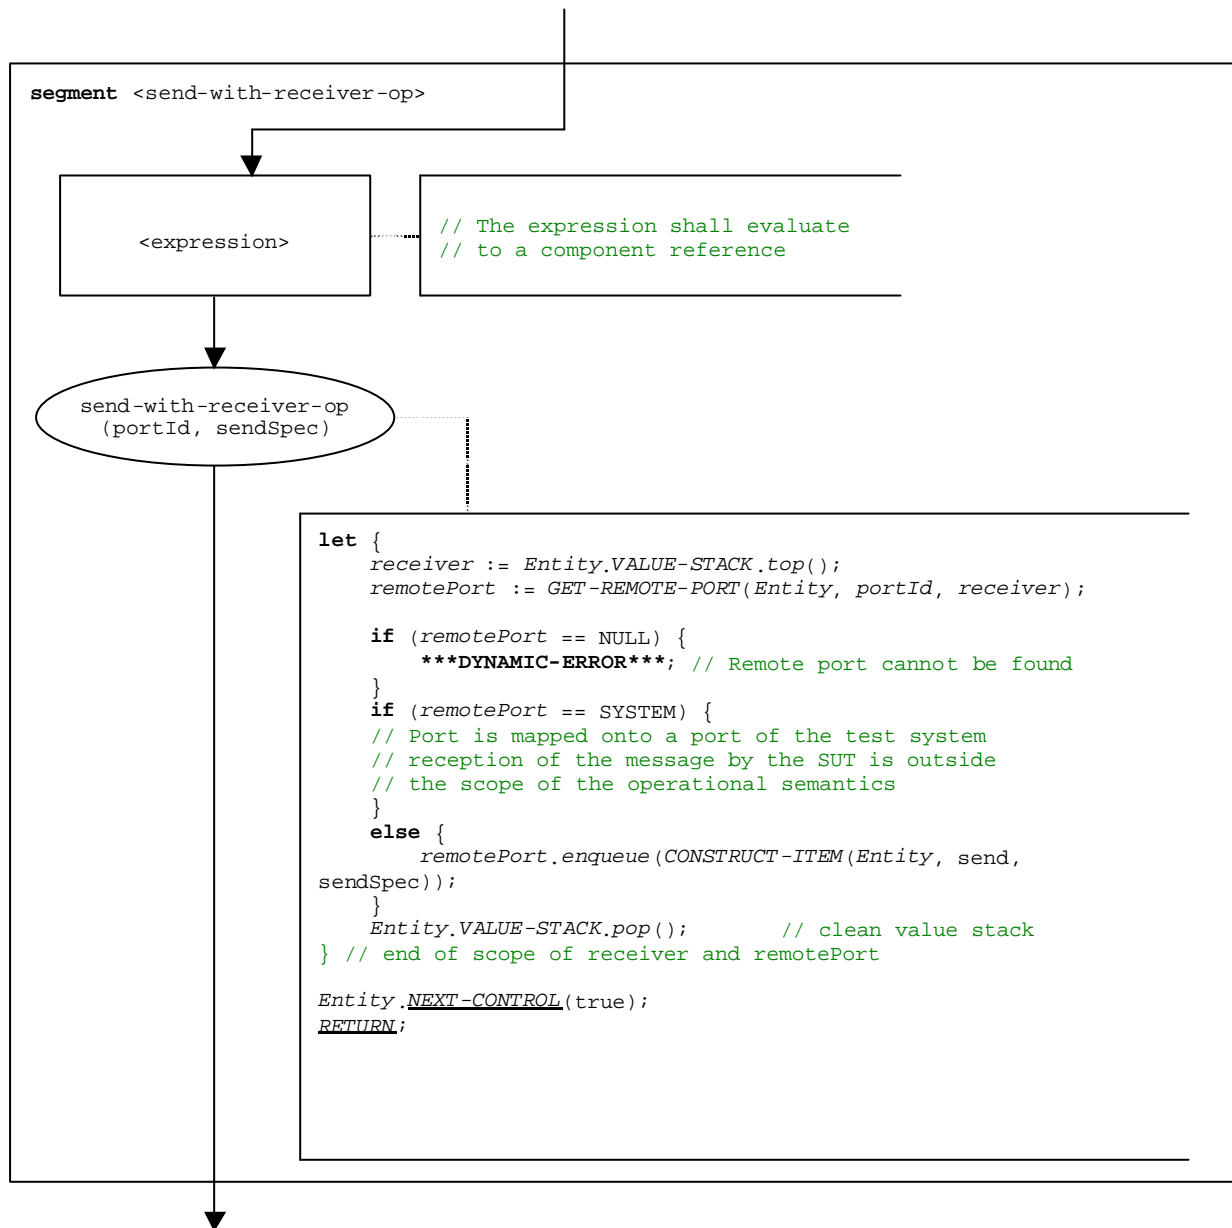 segment <send-with-receiver-op>
<expression>
// The expression shall evaluate
// to a component reference
send-with-receiver-op
(portId, sendSpec)
let {
receiver := Entity.VALUE-STACK.top();
remotePort := GET-REMOTE-PORT(Entity, portId, receiver);
if (remotePort == NULL) {
***DYNAMIC-ERROR***; // Remote port cannot be found
}
if (remotePort == SYSTEM) {
// Port is mapped onto a port of the test system
// reception of the message by the SUT is outside
// the scope of the operational semantics
}
else {
remotePort.enqueue(CONSTRUCT-ITEM(Entity, send,
sendSpec));
}
Entity.VALUE-STACK.pop(); // clean value stack
} // end of scope of receiver and remotePort
Entity.NEXT-CONTROL(true);
RETURN;